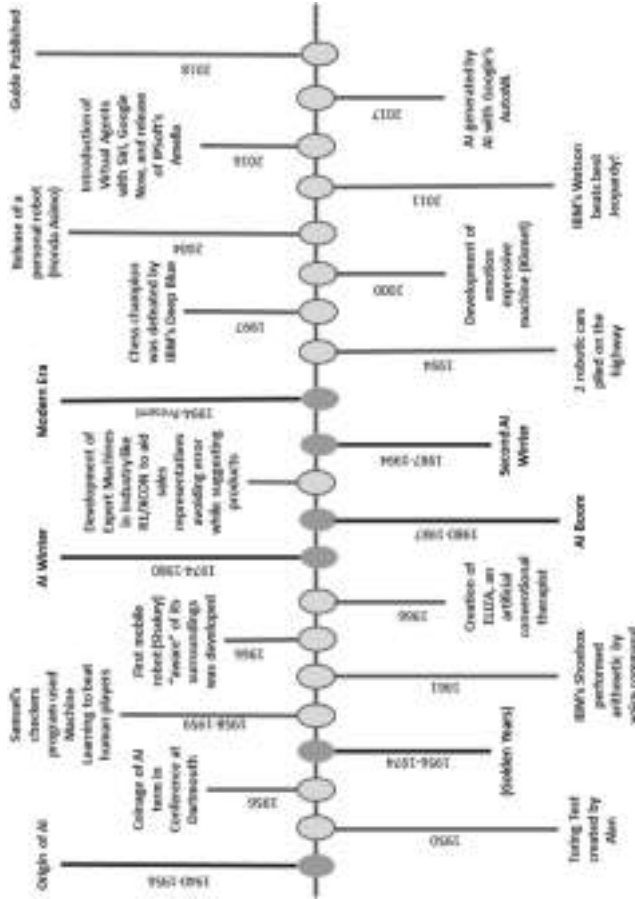 Origin of AI
1940-1956
Turing Test
created by
Alan
1950
Coinage of AI
term in
Conference at
Dartmouth
1956
(Golden Years)
1956-1974
Samuel's
checkers
program used
Machine
Learning to beat
human players
1958-1959
IBM's Shoebox
performed
arithmetic by
voice command
1961
First mobile
robot (Shakey)
"aware" of its
surroundings
was developed
1966
Creation of
ELIZA, an
artificial
conventional
therapist
1966
AI Winter
1974-1980
AI Boom
1980-1987
Development of
Expert Machines
in Industry like
R1/XCON to aid
sales
representatives
avoiding error
while suggesting
products
Second AI
Winter
1987-1994
Modern Era
1994-Present
2 robotic cars
on the
highway
1994
Chess champion
was defeated by
IBM's Deep Blue
1997
Development of
emotion
expressive
machine (Kismet)
2000
Release of a
personal robot
(Honda Asimo)
2004
IBM's Watson
beats best
Jeopardy!
2011
Introduction of
Virtual Agents
with Siri, Google
Now, and release
of IPSoft's
Amelia
2016
AI generated by
AI with Google's
AutoML
2017
Guide Published
2018